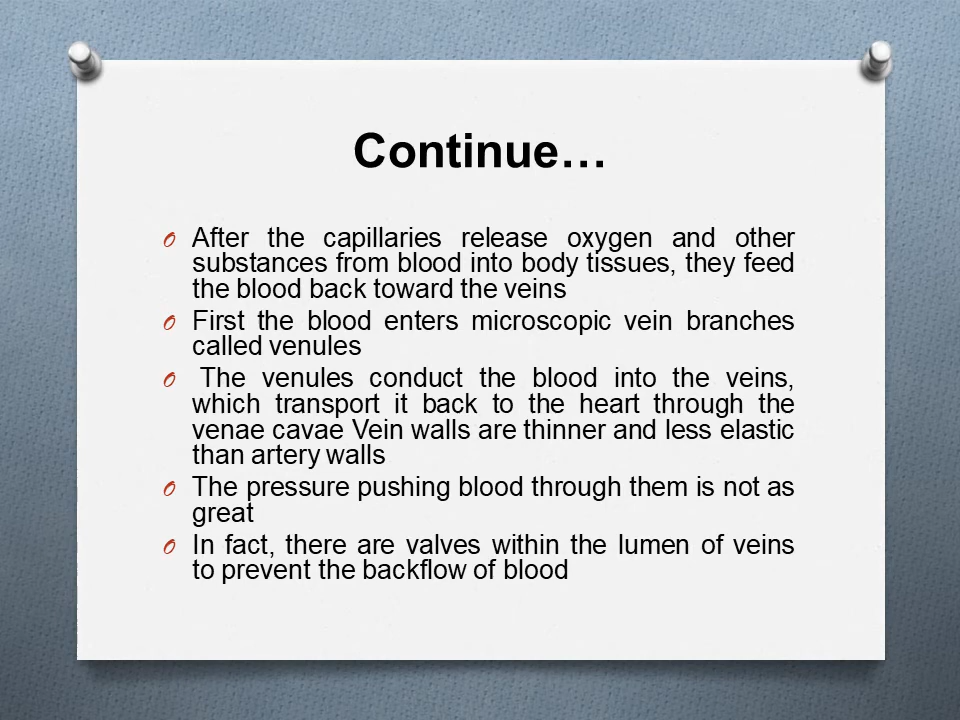 Continue…
O After the capillaries release oxygen and other
substances from blood into body tissues, they feed
the blood back toward the veins
O First the blood enters microscopic vein branches
called venules
O The venules conduct the blood into the veins,
which transport it back to the heart through the
venae cavae Vein walls are thinner and less elastic
than artery walls
O The pressure pushing blood through them is not as
great
O In fact, there are valves within the lumen of veins
to prevent the backflow of blood